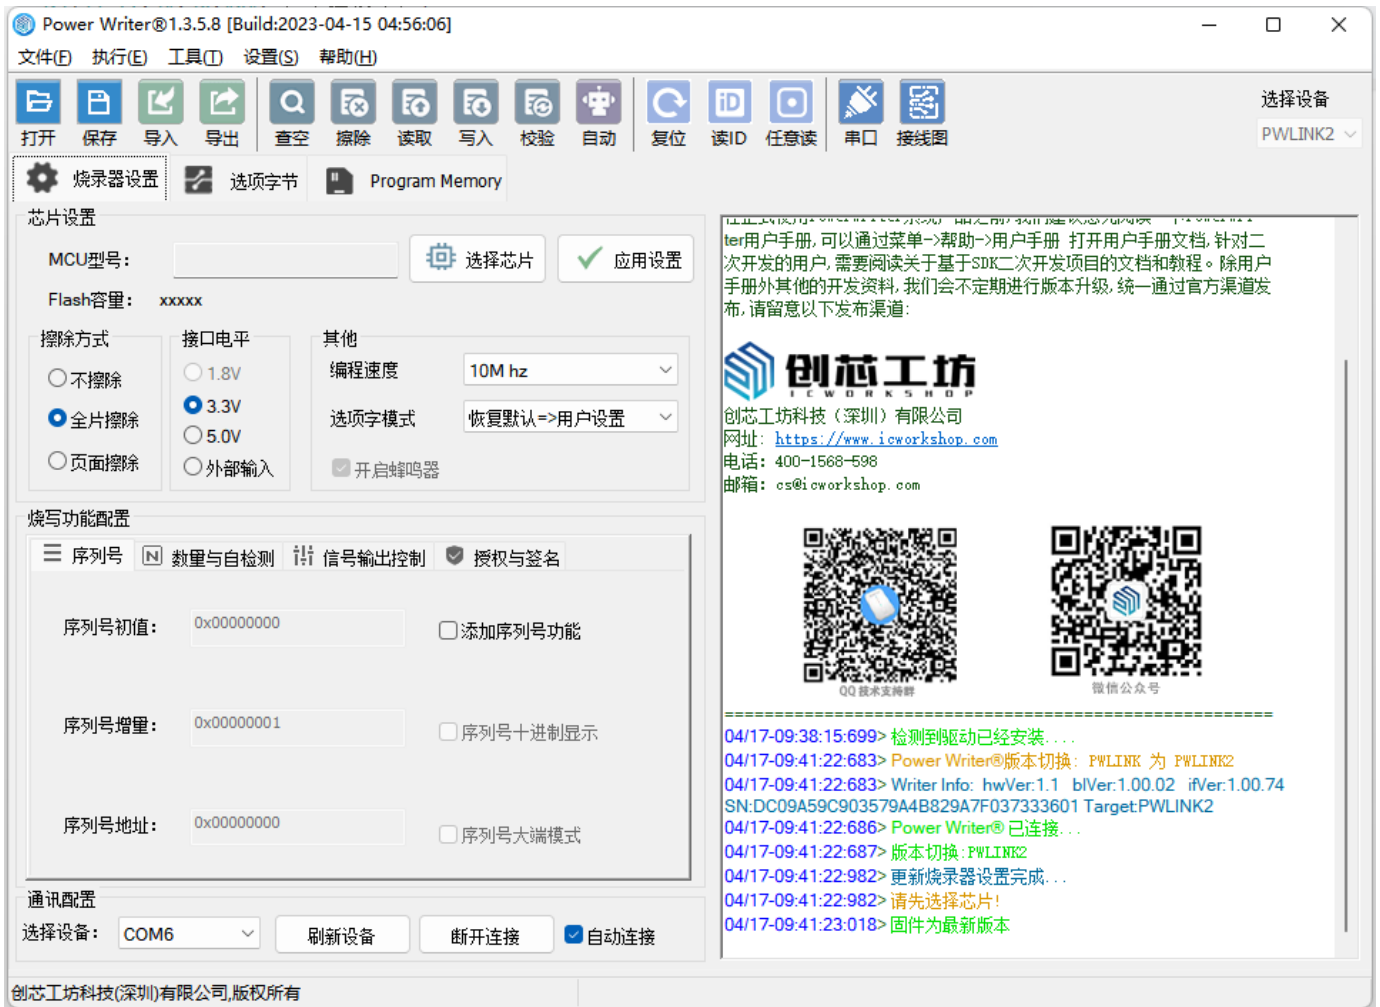 Power Writer®1.3.5.8 [Build:2023-04-15 04:56:06]
文件(F) 执行(E) 工具(T) 设置(S) 帮助(H)
打开 保存 导入 导出 查空 擦除 读取 写入 校验 自动 复位 读ID 任意读 串口 接线图
选择设备
PWLINK2
烧录器设置 选项字节 Program Memory
芯片设置
MCU型号: 选择芯片 应用设置
Flash容量: xxxxx
擦除方式
不擦除
全片擦除
页面擦除
接口电平
1.8V
3.3V
5.0V
外部输入
其他
编程速度 10M hz
选项字模式 恢复默认=>用户设置
开启蜂鸣器
烧写功能配置
序列号 数量与自检测 信号输出控制 授权与签名
序列号初值: 0x00000000 添加序列号功能
序列号增量: 0x00000001 序列号十进制显示
序列号地址: 0x00000000 序列号大端模式
通讯配置
选择设备: COM6 刷新设备 断开连接 自动连接
创芯工坊科技(深圳)有限公司,版权所有
ter用户手册,可以通过菜单->帮助->用户手册 打开用户手册文档,针对二
次开发的用户,需要阅读关于基于SDK二次开发项目的文档和教程。除用户
手册外其他的开发资料,我们会不定期进行版本升级,统一通过官方渠道发
布,请留意以下发布渠道:
创芯工坊
ICWORKSHOP
创芯工坊科技（深圳）有限公司
网址: https://www.icworkshop.com
电话: 400-1568-598
邮箱: cs@icworkshop.com
QQ技术支持群 微信公众号
04/17-09:38:15:699> 检测到驱动已经安装....
04/17-09:41:22:683> Power Writer®版本切换: PWLINK 为 PWLINK2
04/17-09:41:22:683> Writer Info: hwVer:1.1 blVer:1.00.02 ifVer:1.00.74
SN:DC09A59C903579A4B829A7F037333601 Target:PWLINK2
04/17-09:41:22:686> Power Writer® 已连接...
04/17-09:41:22:687> 版本切换:PWLINK2
04/17-09:41:22:982> 更新烧录器设置完成...
04/17-09:41:22:982> 请先选择芯片!
04/17-09:41:23:018> 固件为最新版本